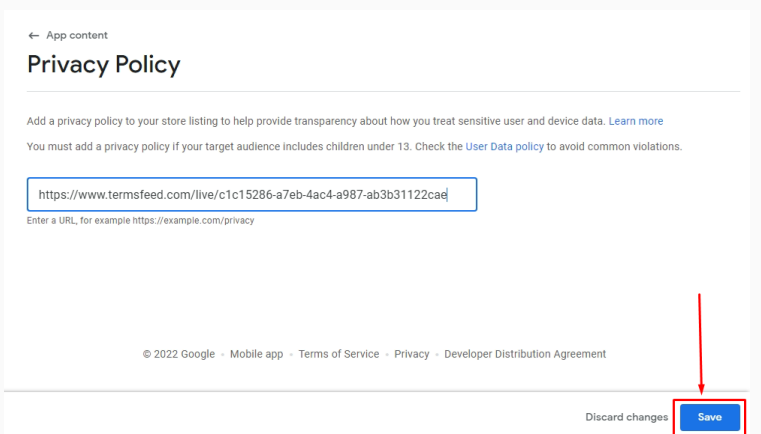 ← App content
Privacy Policy
Add a privacy policy to your store listing to help provide transparency about how you treat sensitive user and device data. Learn more
You must add a privacy policy if your target audience includes children under 13. Check the User Data policy to avoid common violations.
https://www.termsfeed.com/live/c1c15286-a7eb-4ac4-a987-ab3b31122cae
Enter a URL, for example https://example.com/privacy
© 2022 Google • Mobile app • Terms of Service • Privacy • Developer Distribution Agreement
Discard changes Save